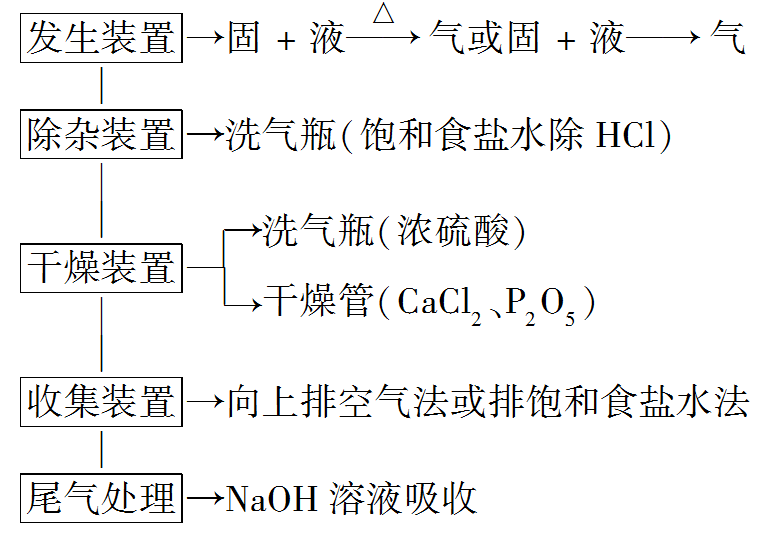 发生装置→固 + 液—△→气或固 + 液——→气
除杂装置→洗气瓶(饱和食盐水除 HCl)
→洗气瓶(浓硫酸)
干燥装置
→干燥管(CaCl₂、P₂O₅)
收集装置→向上排空气法或排饱和食盐水法
尾气处理→NaOH 溶液吸收